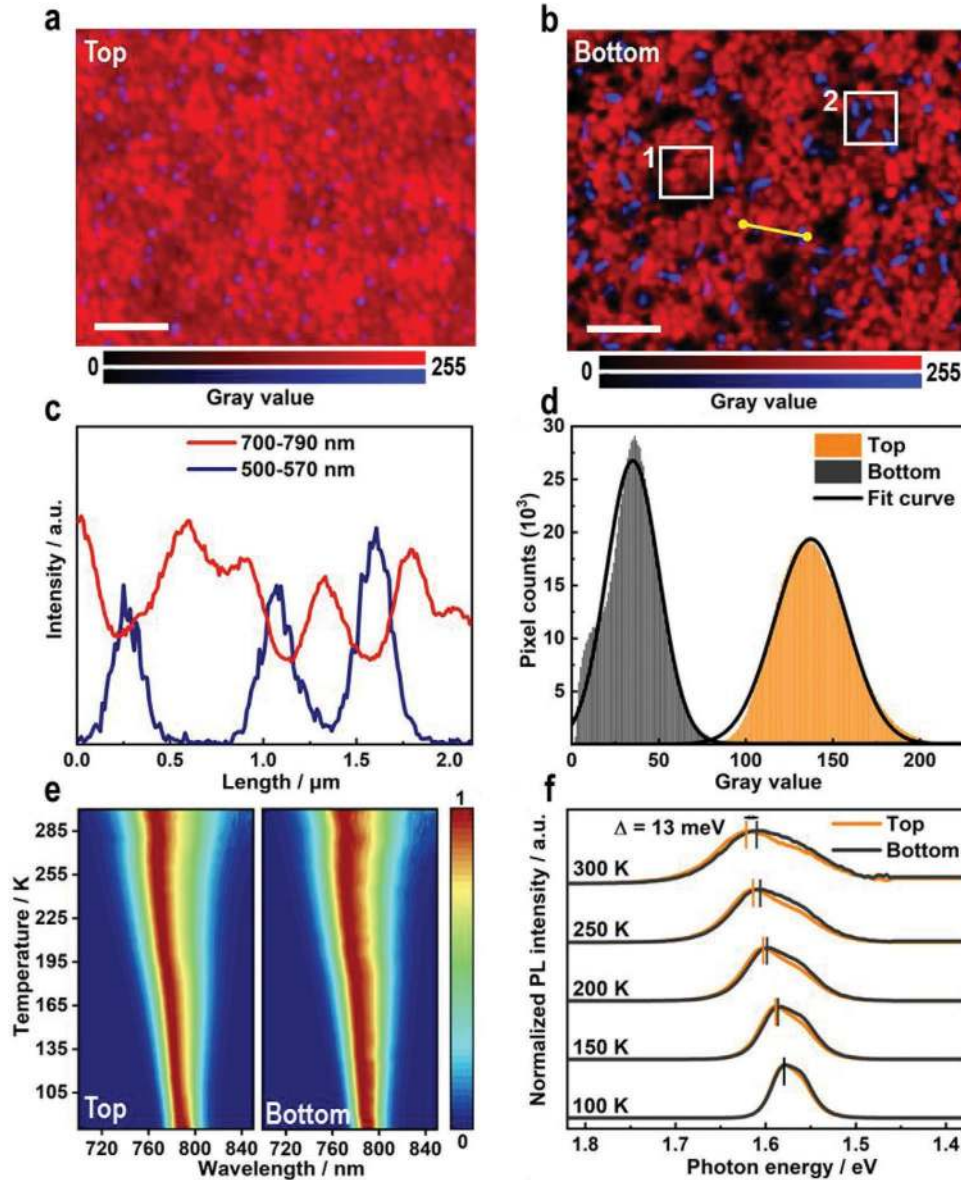 a
Top
0
255
Gray value
b
Bottom
1
2
0
255
Gray value
c
700-790 nm
500-570 nm
Intensity / a.u.
0.0 0.5 1.0 1.5 2.0
Length / µm
d
Top
Bottom
Fit curve
Pixel counts (10³)
30
25
20
15
10
5
0 50 100 150 200
Gray value
e
Temperature / K
285
255
225
195
165
135
105
Top
Bottom
720 760 800 840 720 760 800 840
Wavelength / nm
1
0
f
Δ = 13 meV
Top
Bottom
Normalized PL intensity / a.u.
300 K
250 K
200 K
150 K
100 K
1.8 1.7 1.6 1.5 1.4
Photon energy / eV